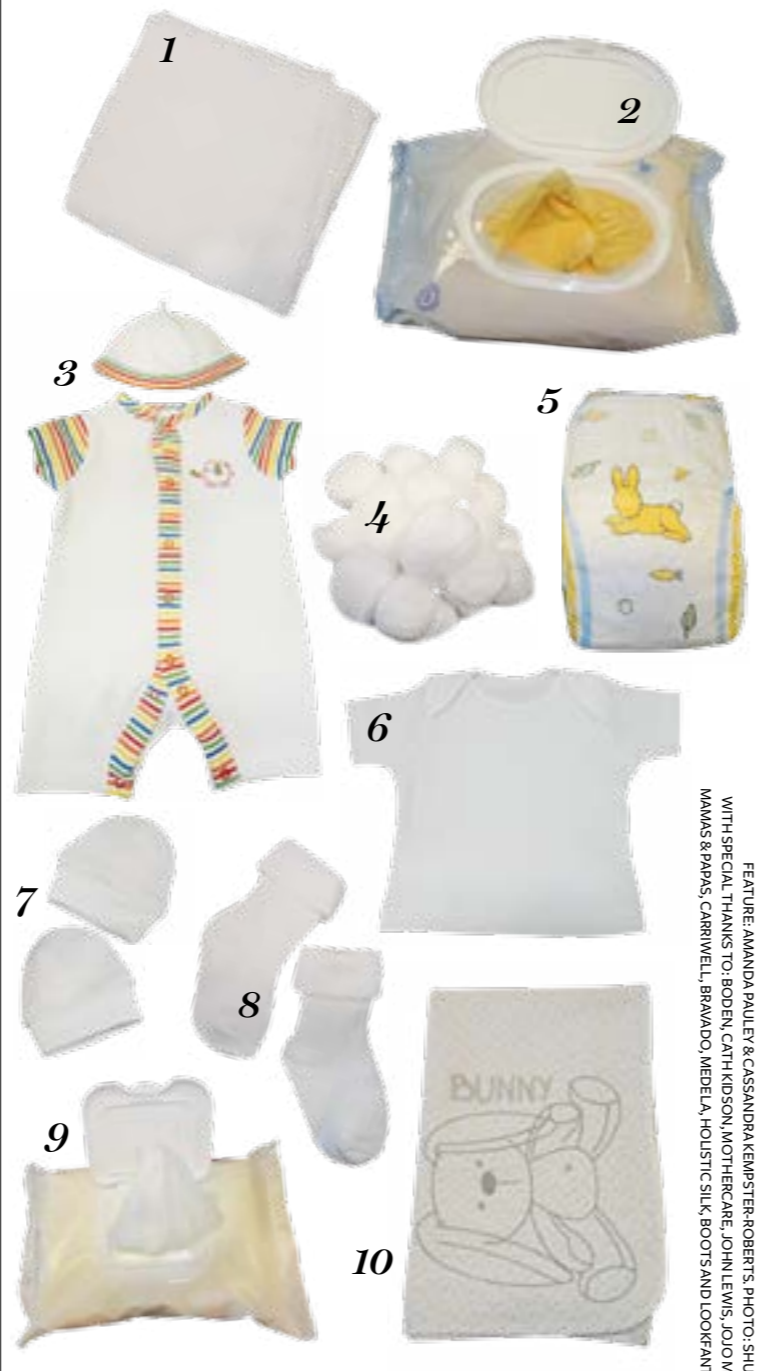 1
2
3
4
5
6
7
8
9
10
BUNNY
FEATURE: AMANDA PAULEY & CASSANDRA KEMPSTER-ROBERTS. PHOTO: SHU
WITH SPECIAL THANKS TO: BODEN, CATH KIDSON, MOTHERCARE, JOHN LEWIS, JOJO M
MAMAS & PAPAS, CARRIWELL, BRAVADO, MEDELA, HOLISTIC SILK, BOOTS AND LOOKFANT